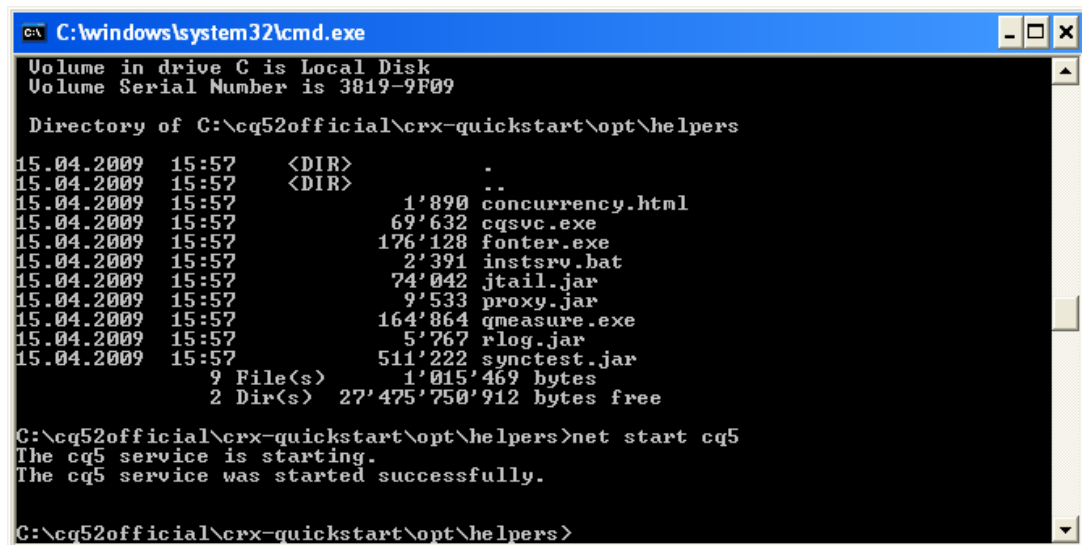 C:\windows\system32\cmd.exe
Volume in drive C is Local Disk
Volume Serial Number is 3819-9F09
Directory of C:\cq52official\crx-quickstart\opt\helpers
15.04.2009  15:57    <DIR>          .
15.04.2009  15:57    <DIR>          ..
15.04.2009  15:57             1'890 concurrency.html
15.04.2009  15:57            69'632 cqsvc.exe
15.04.2009  15:57           176'128 fonter.exe
15.04.2009  15:57             2'391 instsrv.bat
15.04.2009  15:57            74'042 jtail.jar
15.04.2009  15:57             9'533 proxy.jar
15.04.2009  15:57           164'864 qmeasure.exe
15.04.2009  15:57             5'767 rlog.jar
15.04.2009  15:57           511'222 synctest.jar
9 File(s)      1'015'469 bytes
2 Dir(s)  27'475'750'912 bytes free
C:\cq52official\crx-quickstart\opt\helpers>net start cq5
The cq5 service is starting.
The cq5 service was started successfully.
C:\cq52official\crx-quickstart\opt\helpers>